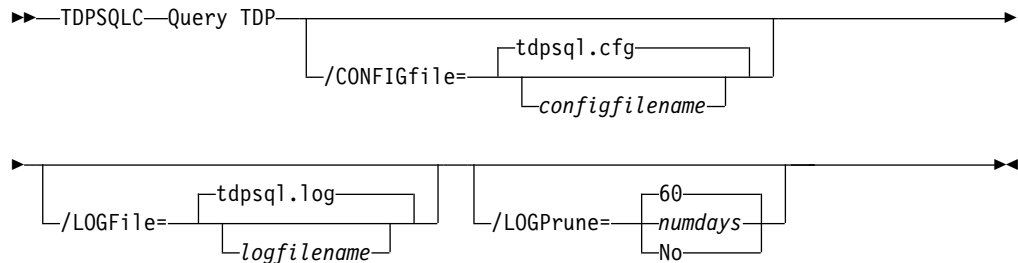 TDPSQLC Query TDP
tdpsql.cfg
/CONFIGfile=
configfilename
tdpsql.log
/LOGFile=
logfilename
60
/LOGPrune=
numdays
No